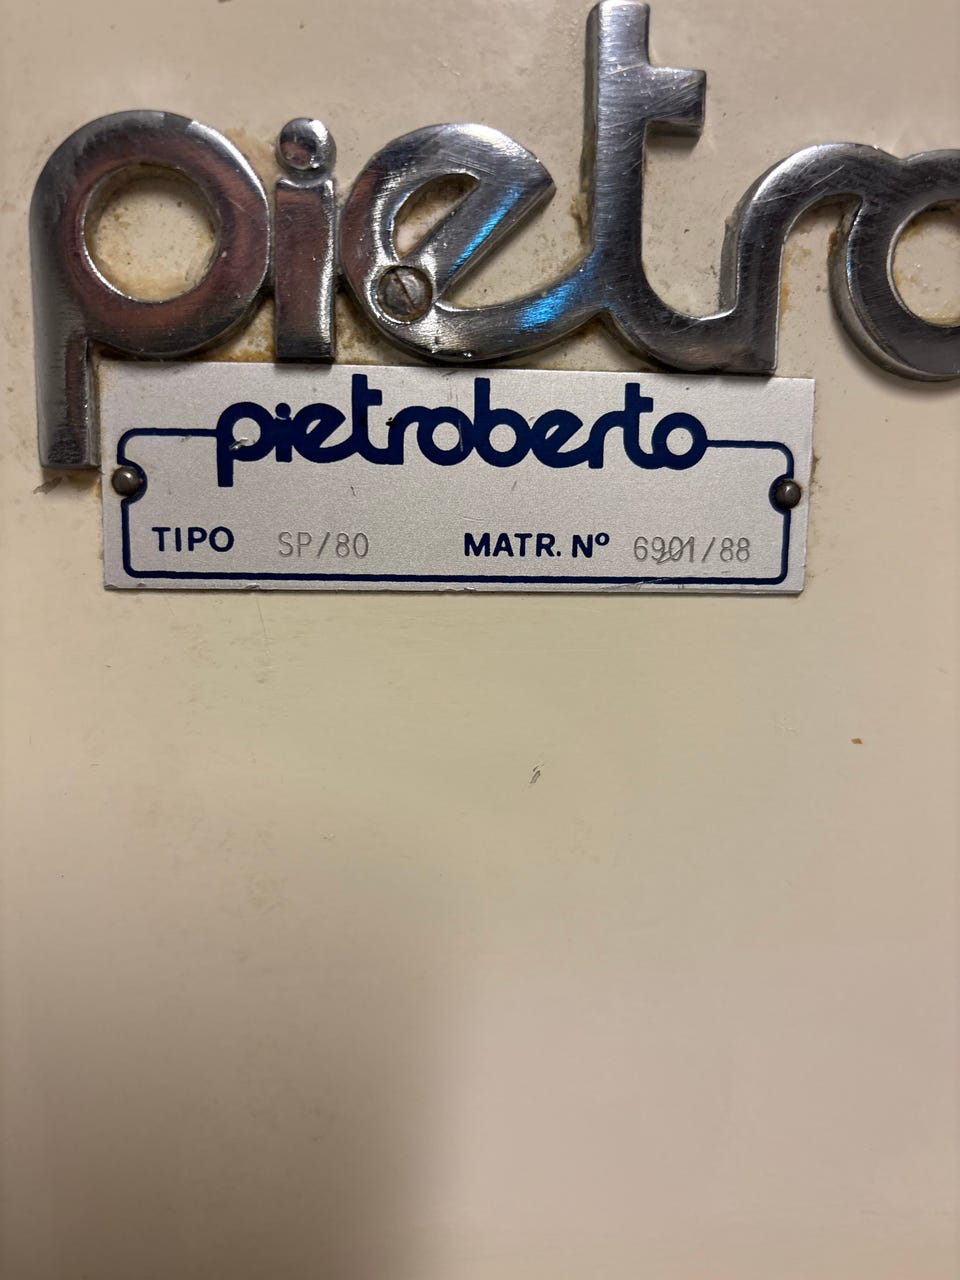 pietro
pietroberto
TIPO SP/80 MATR. Nº 6901/88